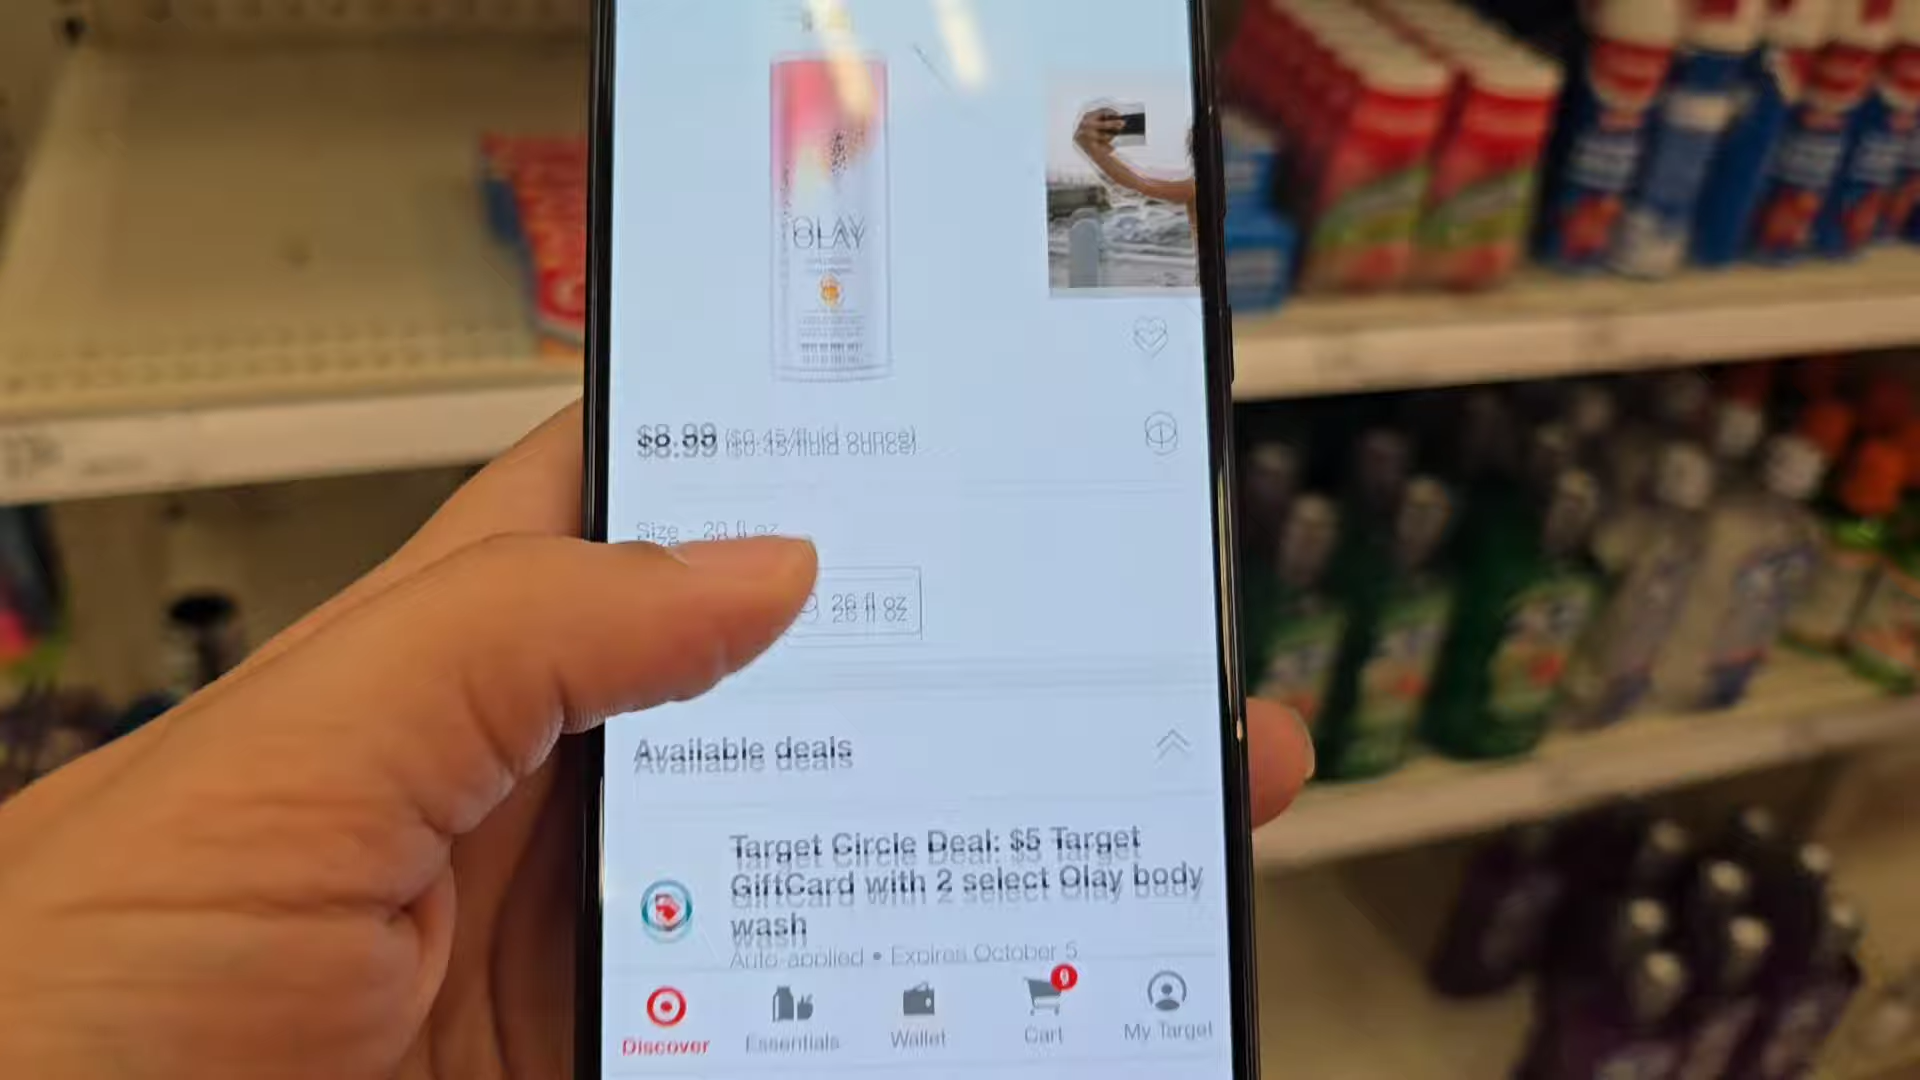 OLAY
$8.99 ($0.45/fluid ounce)
Size - 20 fl oz
26 fl oz
Available deals
Target Circle Deal: $5 Target
GiftCard with 2 select Olay body
wash
Auto-applied • Expires October 5
Discover
Essentials
Wallet
Cart
My Target